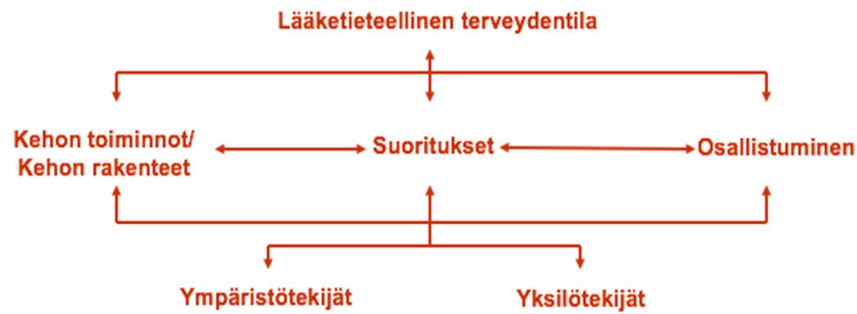 Lääketieteellinen terveydentila
Kehon toiminnot/
Kehon rakenteet
Suoritukset
Osallistuminen
Ympäristötekijät
Yksilötekijät